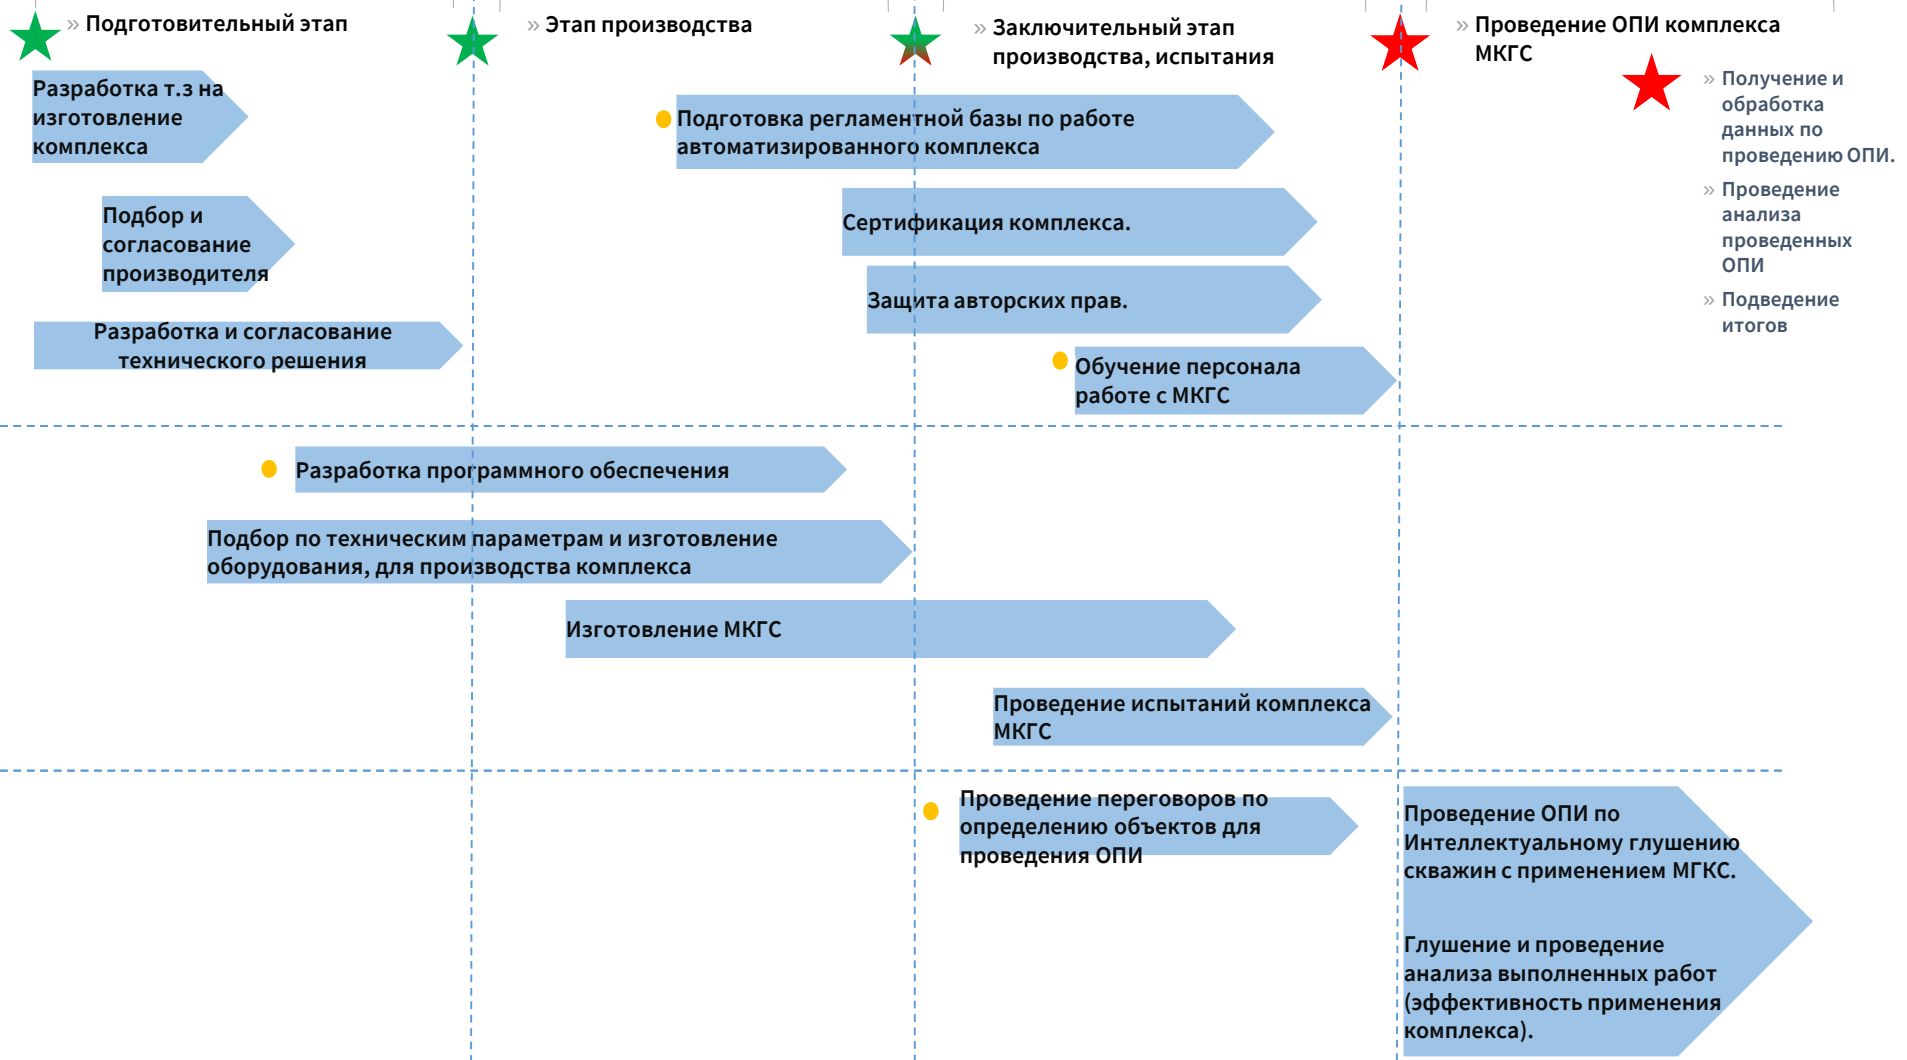 » Подготовительный этап
» Этап производства
» Заключительный этап
производства, испытания
» Проведение ОПИ комплекса
МКГС
» Получение и
обработка
данных по
проведению ОПИ.
» Проведение
анализа
проведенных
ОПИ
» Подведение
итогов
Разработка т.з на
изготовление
комплекса
Подбор и
согласование
производителя
Разработка и согласование
технического решения
Подготовка регламентной базы по работе
автоматизированного комплекса
Сертификация комплекса.
Защита авторских прав.
Обучение персонала
работе с МКГС
Разработка программного обеспечения
Подбор по техническим параметрам и изготовление
оборудования, для производства комплекса
Изготовление МКГС
Проведение испытаний комплекса
МКГС
Проведение переговоров по
определению объектов для
проведения ОПИ
Проведение ОПИ по
Интеллектуальному глушению
скважин с применением МГКС.
Глушение и проведение
анализа выполненных работ
(эффективность применения
комплекса).